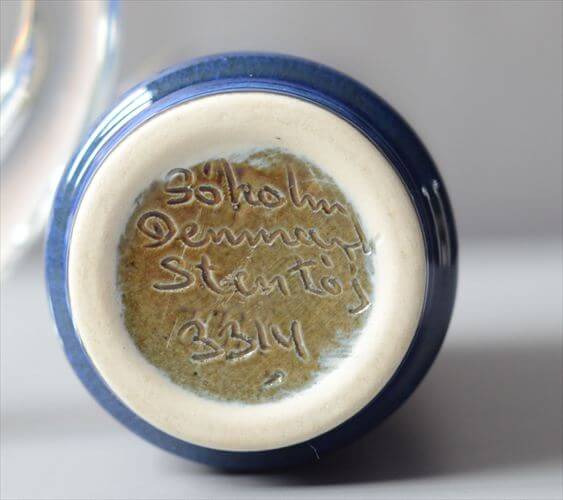 Søholm
Denmark
Stentøj
3314